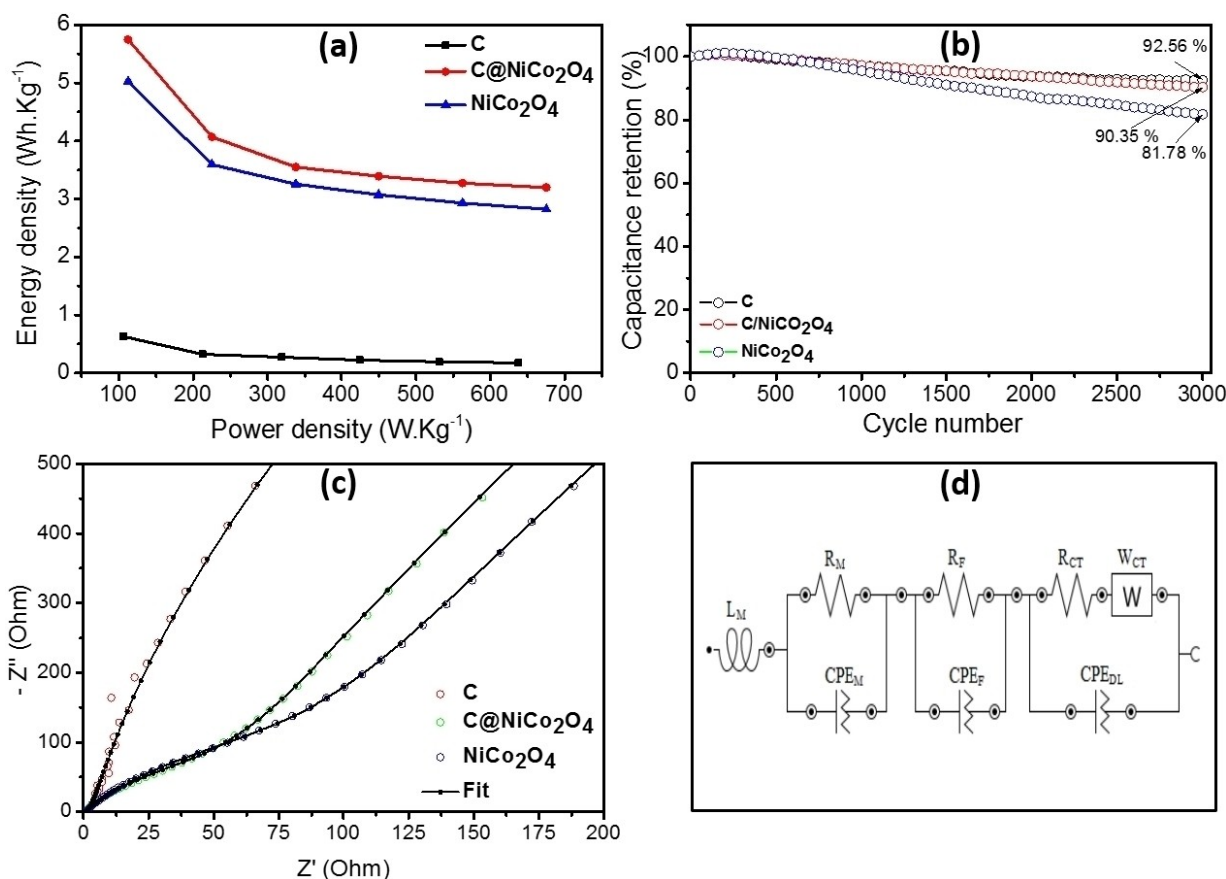 (a)
C
C@NiCo2O4
NiCo2O4
6
5
4
3
2
1
0
Energy density (Wh.Kg-1)
100 200 300 400 500 600 700
Power density (W.Kg-1)
(b)
92.56 %
90.35 %
81.78 %
C
C/NiCO2O4
NiCo2O4
100
80
60
40
20
0
Capacitance retention (%)
0 500 1000 1500 2000 2500 3000
Cycle number
(c)
500
400
300
200
100
0
- Z'' (Ohm)
C
C@NiCo2O4
NiCo2O4
Fit
0 25 50 75 100 125 150 175 200
Z' (Ohm)
(d)
RM RF RCT WCT
W
LM
C
CPEM CPEF CPEDL